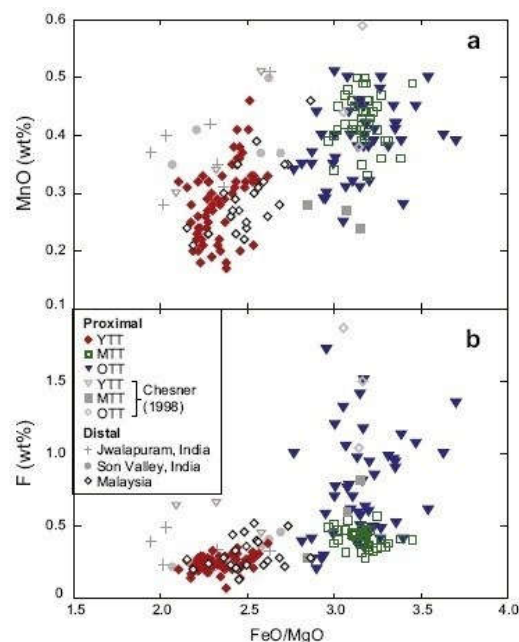 0.6
a
0.5
0.4
MnO (wt%)
0.3
0.2
0.1
Proximal
YTT
MTT
OTT
YTT
MTT
OTT
Chesner
(1998)
Distal
Jwalapuram, India
Son Valley, India
Malaysia
b
1.5
1.0
F (wt%)
0.5
0
1.5
2.0
2.5
3.0
3.5
4.0
FeO/MgO